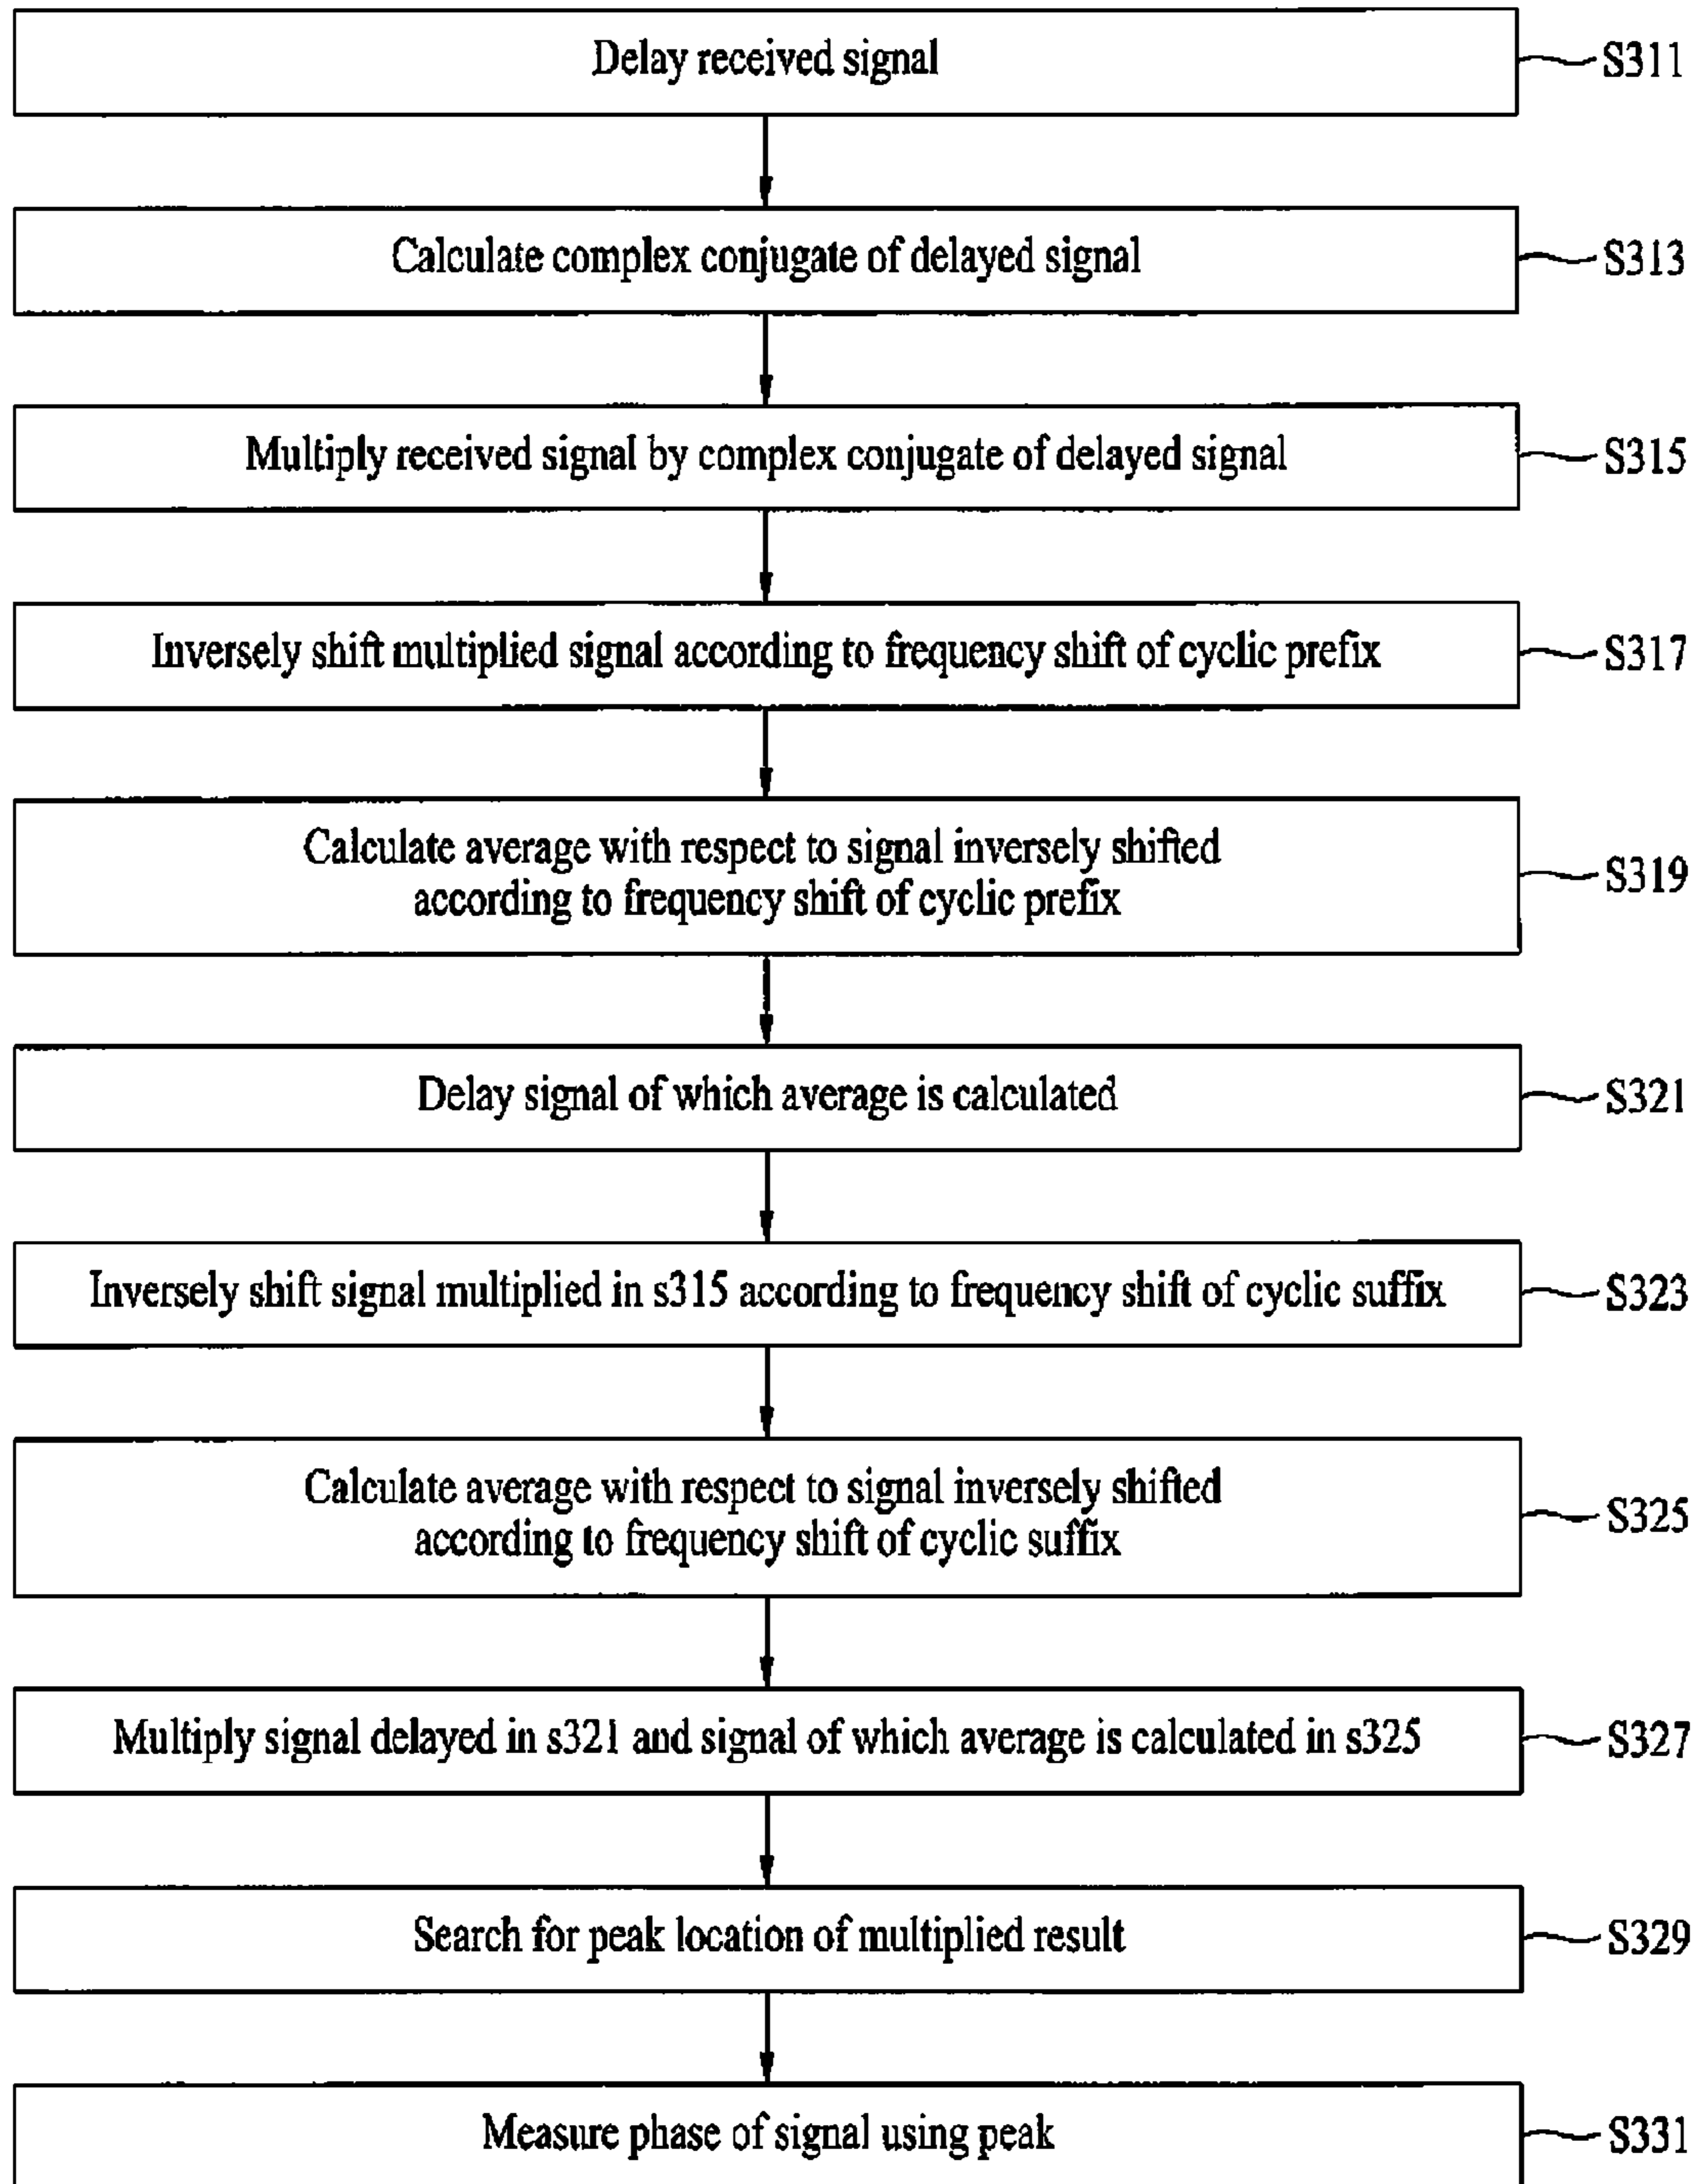 Delay received signal
S311
Calculate complex conjugate of delayed signal
S313
Multiply received signal by complex conjugate of delayed signal
S315
Inversely shift multiplied signal according to frequency shift of cyclic prefix
S317
Calculate average with respect to signal inversely shifted
according to frequency shift of cyclic prefix
S319
Delay signal of which average is calculated
S321
Inversely shift signal multiplied in s315 according to frequency shift of cyclic suffix
S323
Calculate average with respect to signal inversely shifted
according to frequency shift of cyclic suffix
S325
Multiply signal delayed in s321 and signal of which average is calculated in s325
S327
Search for peak location of multiplied result
S329
Measure phase of signal using peak
S331